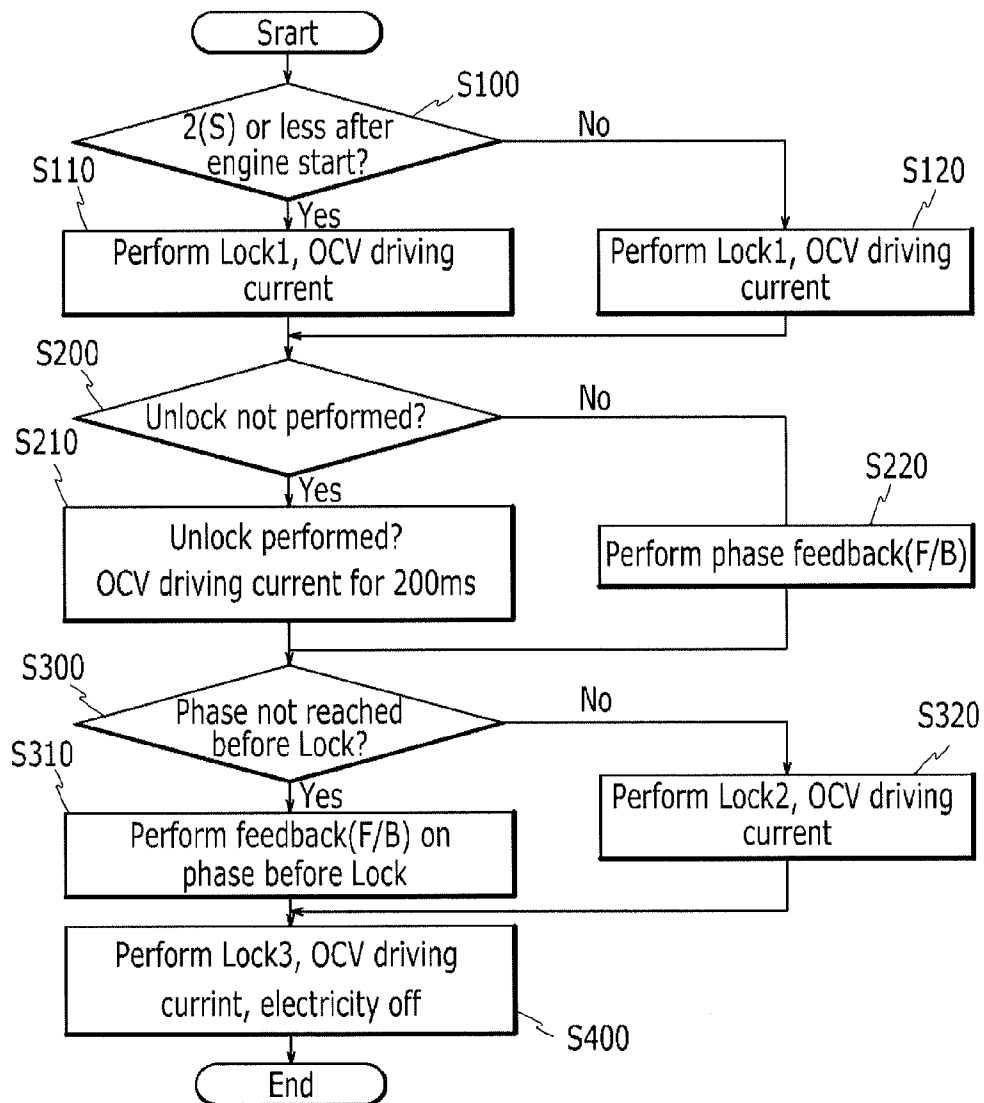 Srart
S100
2(S) or less after
engine start?
No
S110
Yes
S120
Perform Lock1, OCV driving
current
Perform Lock1, OCV driving
current
S200
Unlock not performed?
No
S210
Yes
S220
Unlock performed?
OCV driving current for 200ms
Perform phase feedback(F/B)
S300
Phase not reached
before Lock?
No
S310
Yes
S320
Perform feedback(F/B) on
phase before Lock
Perform Lock2, OCV driving
current
Perform Lock3, OCV driving
currint, electricity off
S400
End